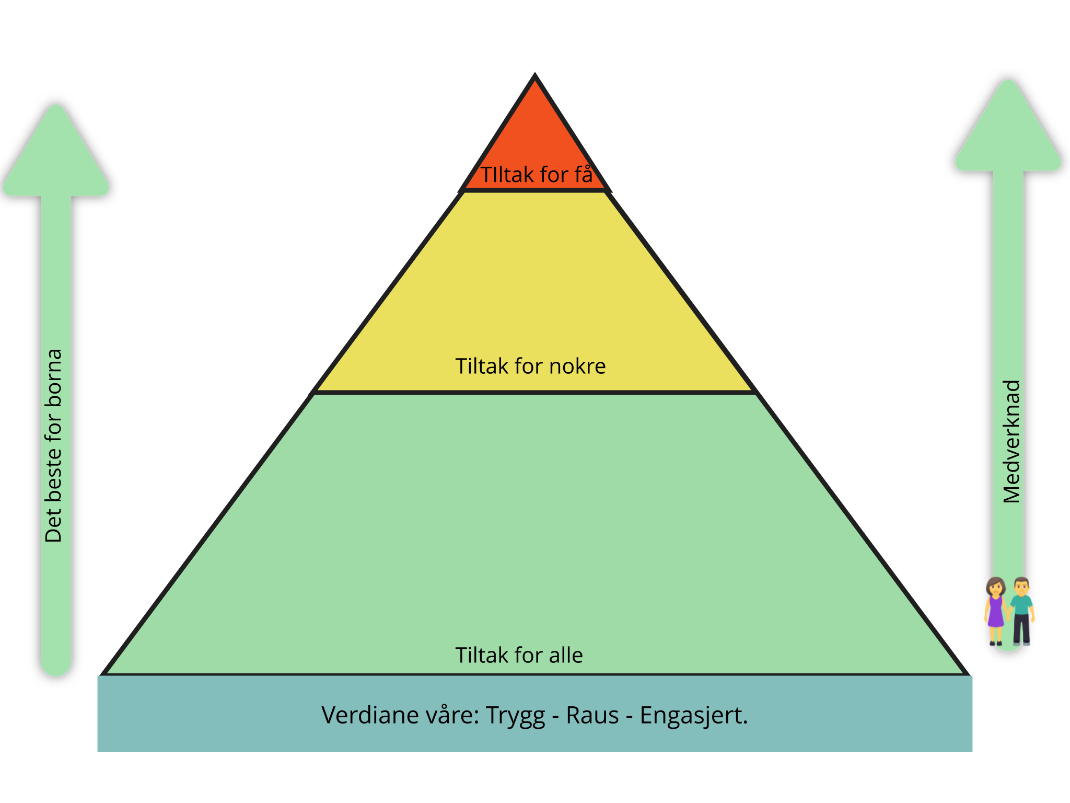 TIltak for få
Tiltak for nokre
Det beste for borna
Medverknad
Tiltak for alle
Verdiane våre: Trygg - Raus - Engasjert.